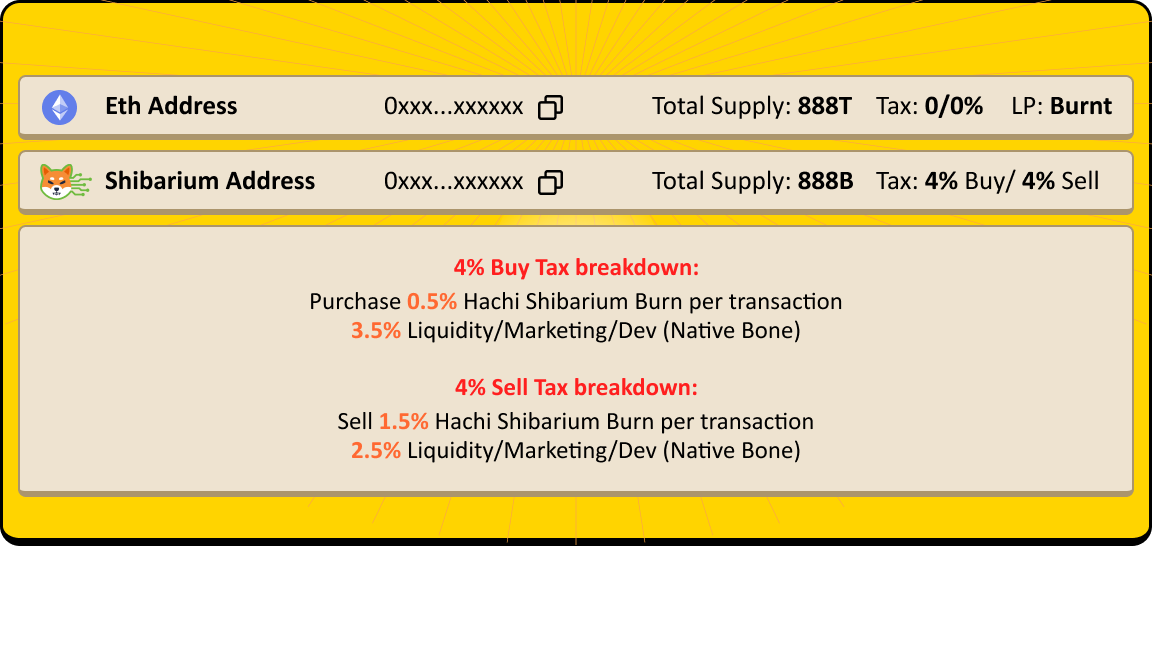 Eth Address 0xxx...xxxxxx Total Supply: 888T Tax: 0/0% LP: Burnt
Shibarium Address 0xxx...xxxxxx Total Supply: 888B Tax: 4% Buy/ 4% Sell
4% Buy Tax breakdown:
Purchase 0.5% Hachi Shibarium Burn per transaction
3.5% Liquidity/Marketing/Dev (Native Bone)
4% Sell Tax breakdown:
Sell 1.5% Hachi Shibarium Burn per transaction
2.5% Liquidity/Marketing/Dev (Native Bone)